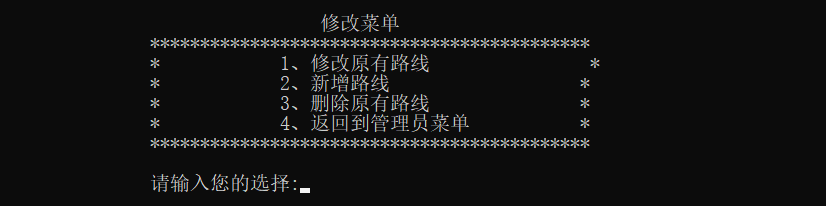 修改菜单
********************************************
*            1、修改原有路线                *
*            2、新增路线                   *
*            3、删除原有路线               *
*            4、返回到管理员菜单           *
********************************************
请输入您的选择: